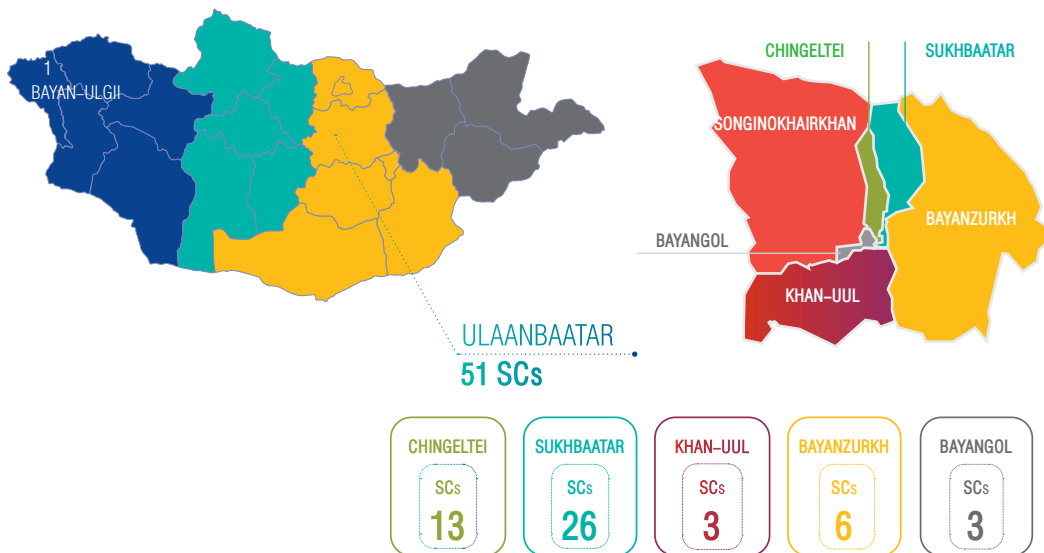 1
BAYAN-ULGII
ULAANBAATAR
51 SCs
CHINGELTEI
SUKHBAATAR
SONGINOKHAIRKHAN
BAYANZURKH
BAYANGOL
KHAN-UUL
CHINGELTEI
SCs
13
SUKHBAATAR
SCs
26
KHAN-UUL
SCs
3
BAYANZURKH
SCs
6
BAYANGOL
SCs
3